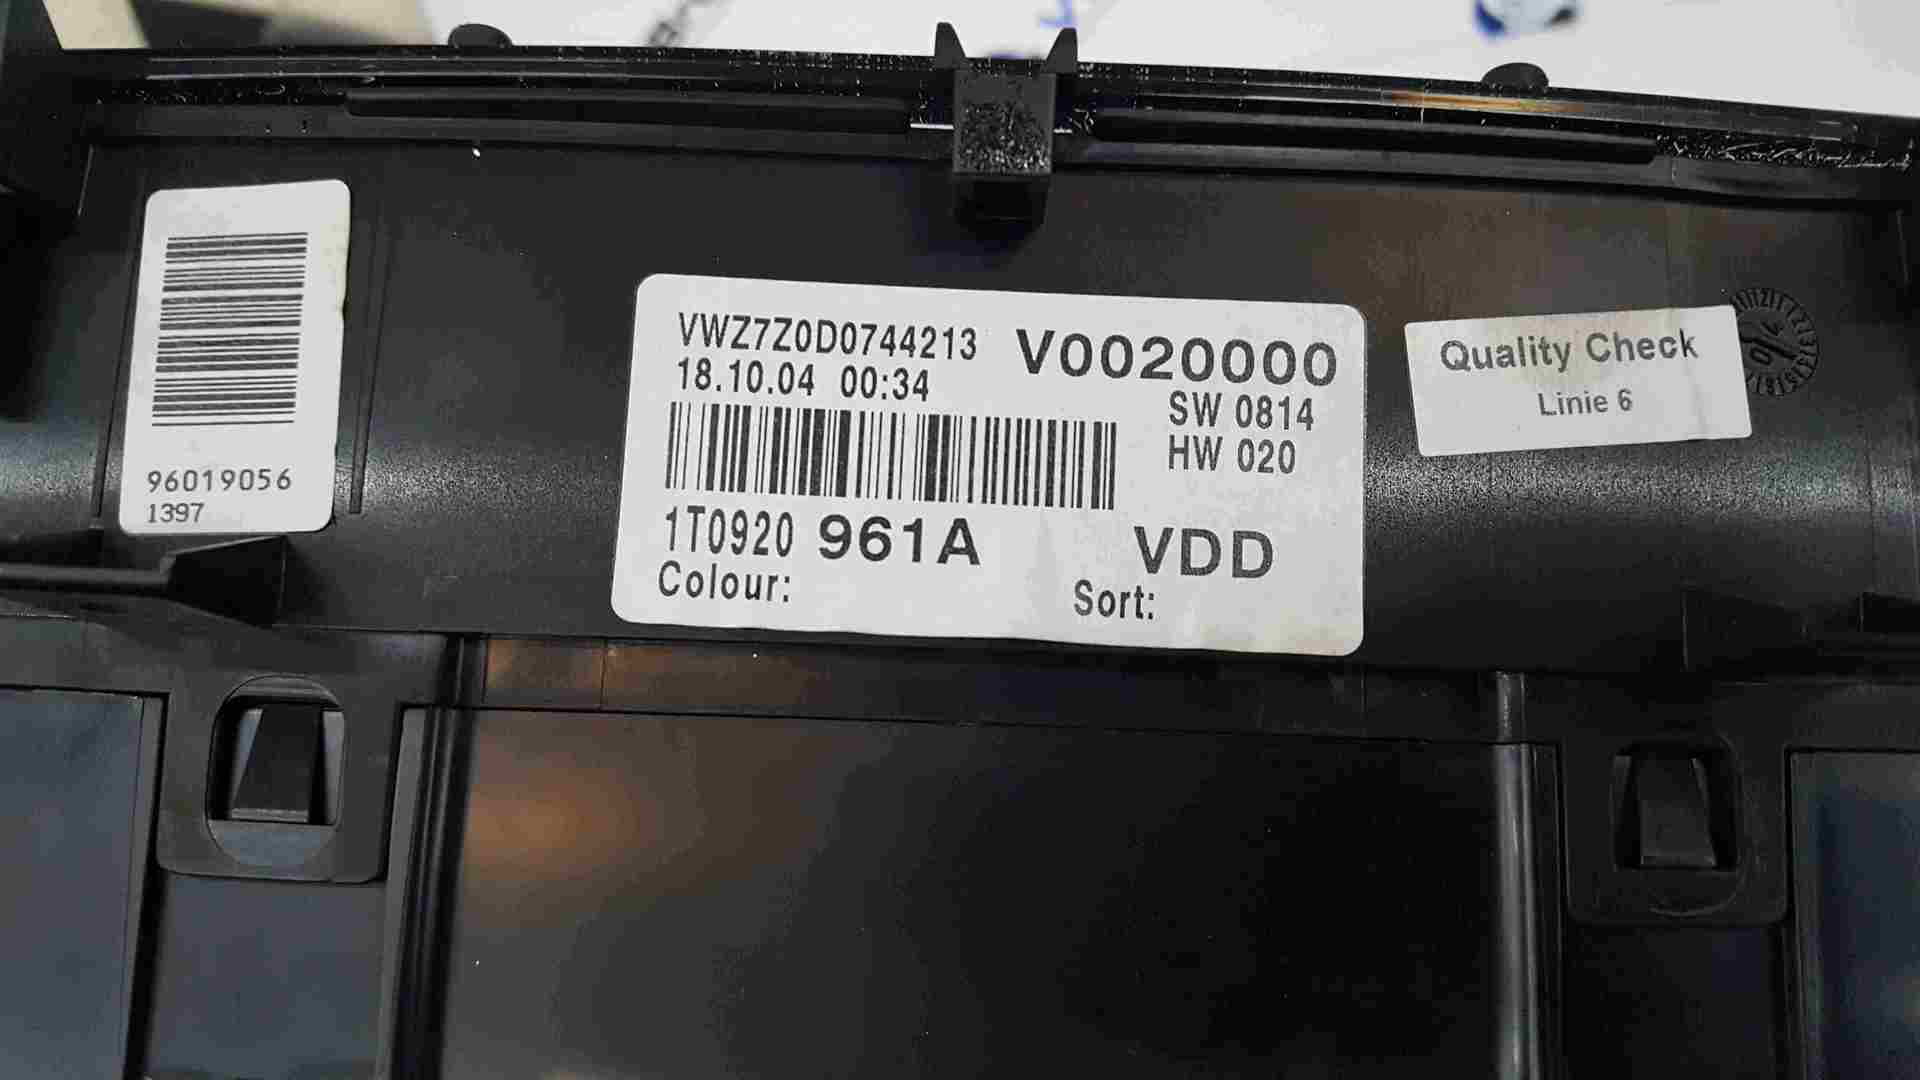 96019056
1397
VWZ7Z0D0744213 V0020000
18.10.04 00:34
SW 0814
HW 020
1T0920 961A VDD
Colour: Sort:
Quality Check
Linie 6